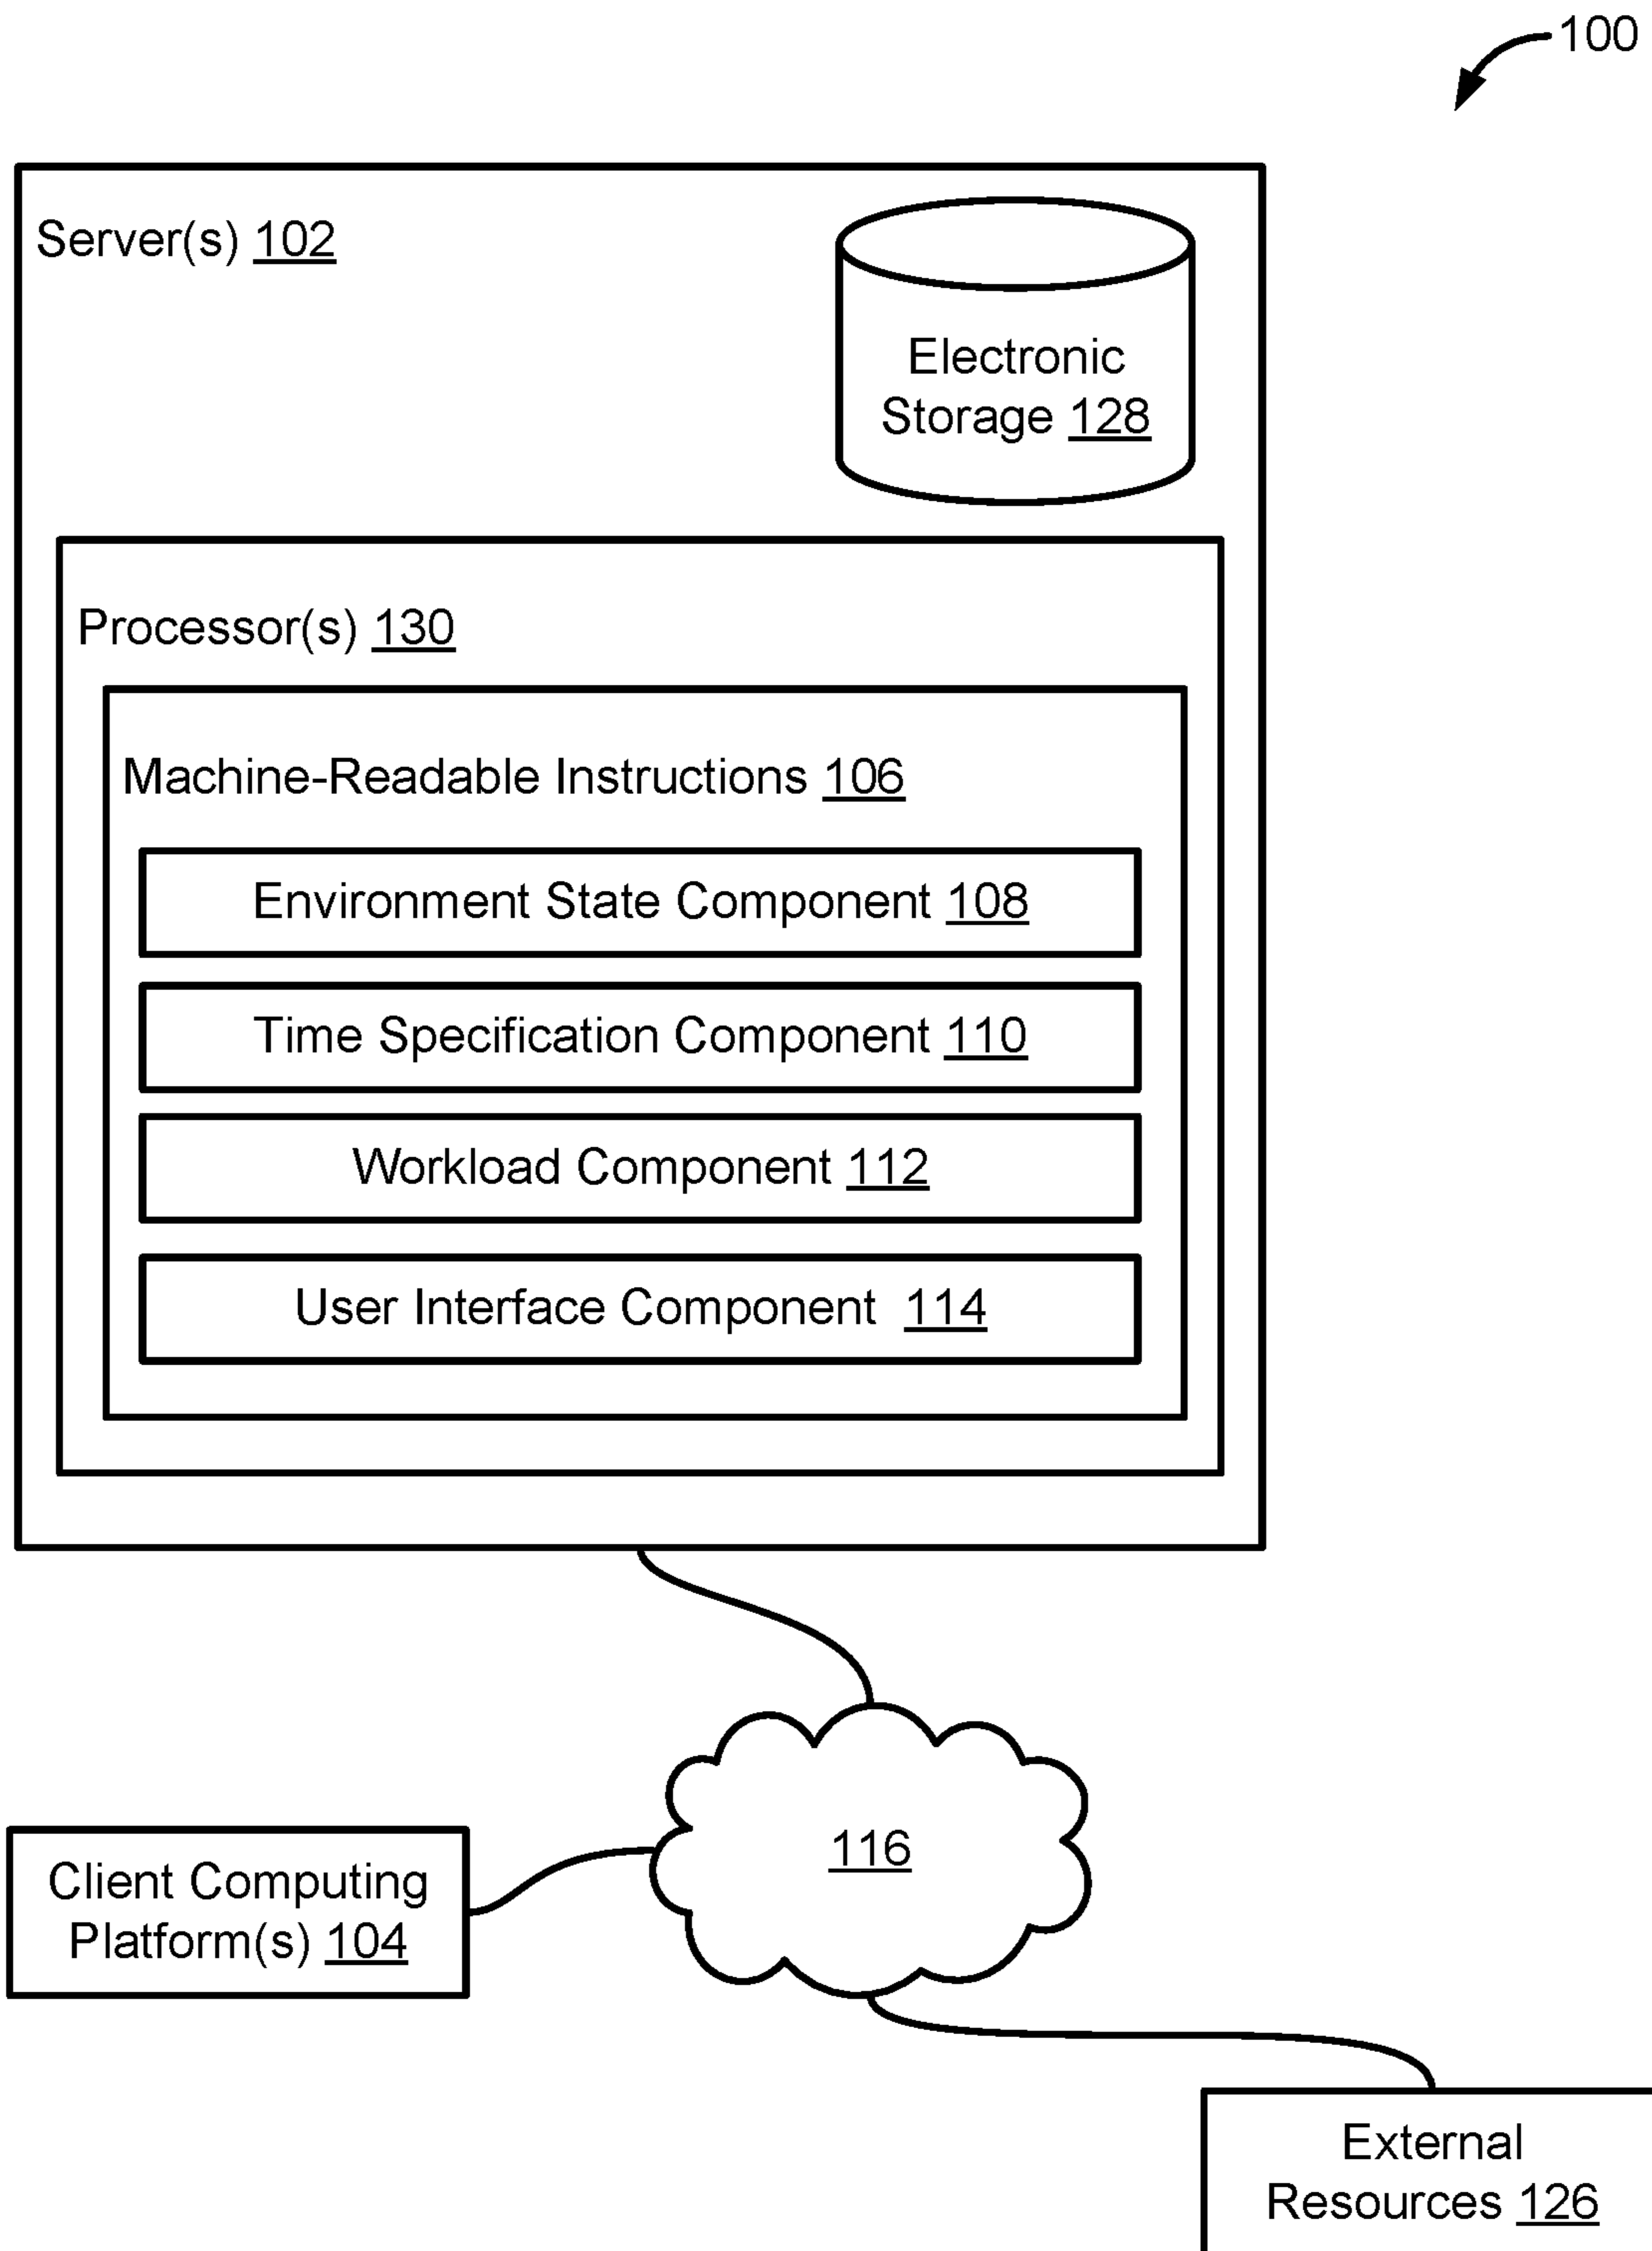 100
Server(s) 102
Electronic
Storage 128
Processor(s) 130
Machine-Readable Instructions 106
Environment State Component 108
Time Specification Component 110
Workload Component 112
User Interface Component 114
116
Client Computing
Platform(s) 104
External
Resources 126